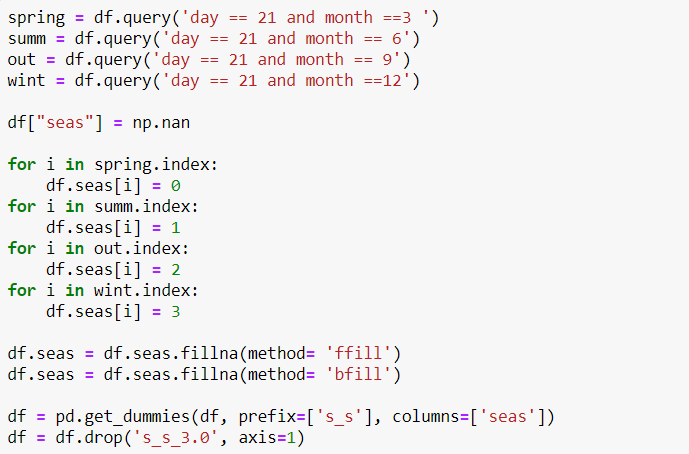 spring = df.query('day == 21 and month ==3 ')
summ = df.query('day == 21 and month == 6')
out = df.query('day == 21 and month == 9')
wint = df.query('day == 21 and month ==12')

df["seas"] = np.nan

for i in spring.index:
    df.seas[i] = 0
for i in summ.index:
    df.seas[i] = 1
for i in out.index:
    df.seas[i] = 2
for i in wint.index:
    df.seas[i] = 3

df.seas = df.seas.fillna(method= 'ffill')
df.seas = df.seas.fillna(method= 'bfill')

df = pd.get_dummies(df, prefix=['s_s'], columns=['seas'])
df = df.drop('s_s_3.0', axis=1)